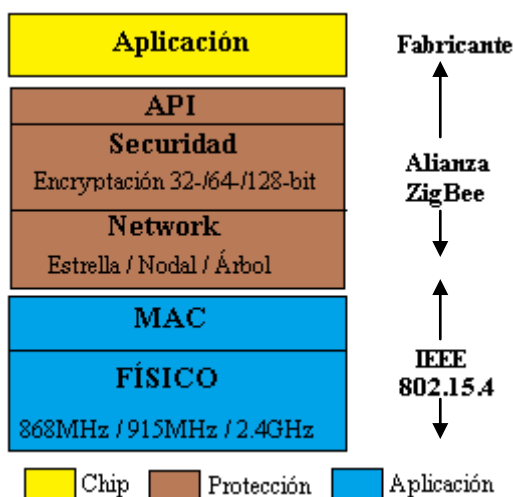 Aplicación
API
Securidad
Encryptación 32-/64-/128-bit
Network
Estrella / Nodal / Árbol
MAC
FÍSICO
868MHz / 915MHz / 2.4GHz
Fabricante
Alianza
ZigBee
IEEE
802.15.4
Chip
Protección
Aplicación